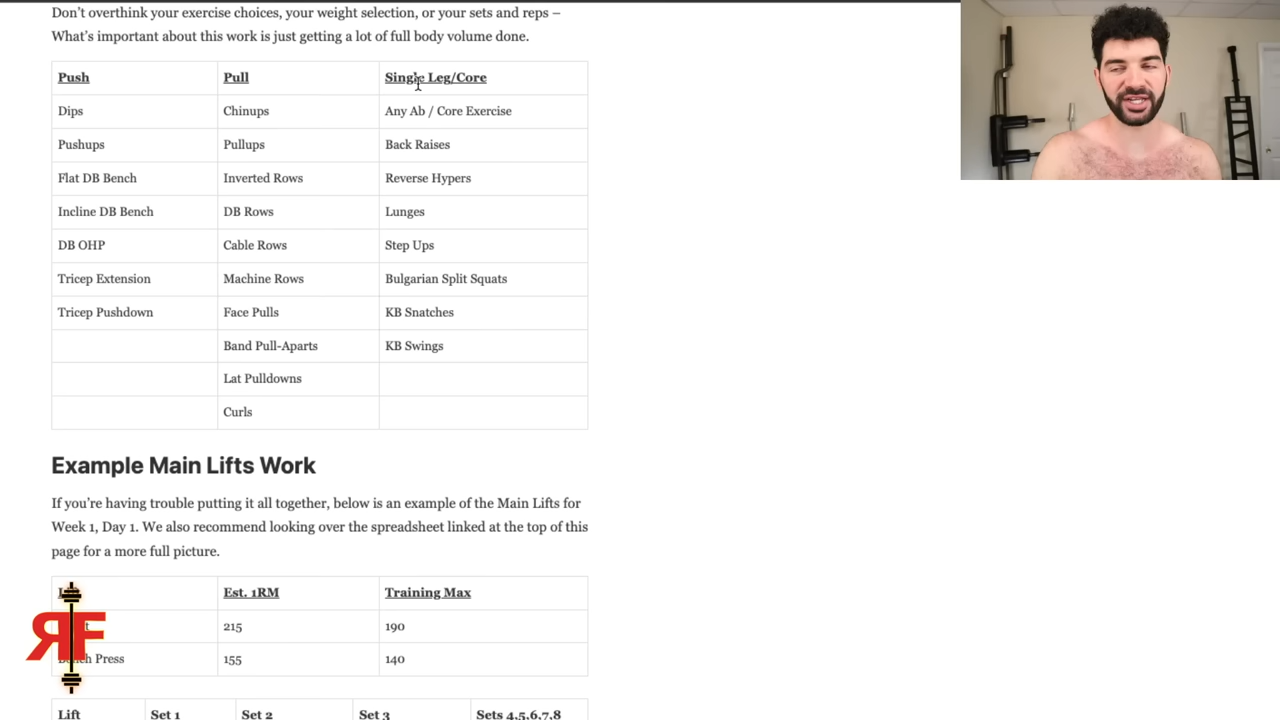 Don't overthink your exercise choices, your weight selection, or your sets and reps –
What's important about this work is just getting a lot of full body volume done.
Push Pull Single Leg/Core
Dips Chinups Any Ab / Core Exercise
Pushups Pullups Back Raises
Flat DB Bench Inverted Rows Reverse Hypers
Incline DB Bench DB Rows Lunges
DB OHP Cable Rows Step Ups
Tricep Extension Machine Rows Bulgarian Split Squats
Tricep Pushdown Face Pulls KB Snatches
Band Pull-Aparts KB Swings
Lat Pulldowns
Curls
Example Main Lifts Work
If you're having trouble putting it all together, below is an example of the Main Lifts for
Week 1, Day 1. We also recommend looking over the spreadsheet linked at the top of this
page for a more full picture.
Est. 1RM Training Max
215 190
Press 155 140
Lift Set 1 Set 2 Set 3 Sets 4,5,6,7,8